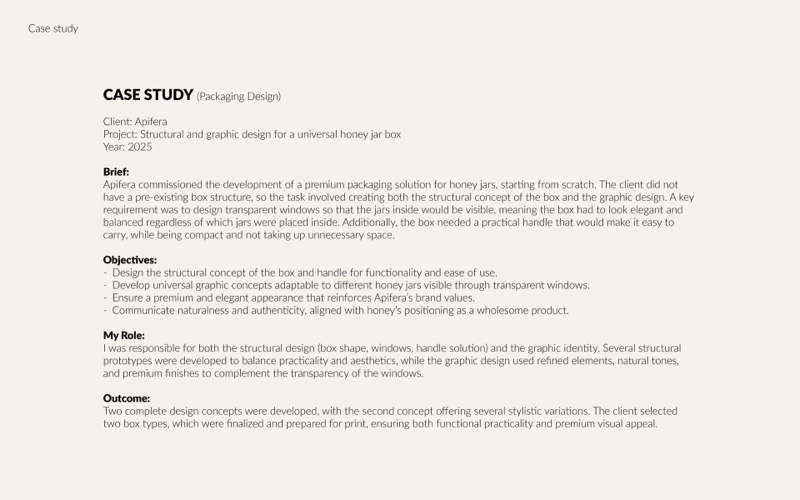 Case study
CASE STUDY (Packaging Design)
Client: Apifera
Project: Structural and graphic design for a universal honey jar box
Year: 2025
Brief:
Apifera commissioned the development of a premium packaging solution for honey jars, starting from scratch. The client did not
have a pre-existing box structure, so the task involved creating both the structural concept of the box and the graphic design. A key
requirement was to design transparent windows so that the jars inside would be visible, meaning the box had to look elegant and
balanced regardless of which jars were placed inside. Additionally, the box needed a practical handle that would make it easy to
carry, while being compact and not taking up unnecessary space.
Objectives:
- Design the structural concept of the box and handle for functionality and ease of use.
- Develop universal graphic concepts adaptable to different honey jars visible through transparent windows.
- Ensure a premium and elegant appearance that reinforces Apifera's brand values.
- Communicate naturalness and authenticity, aligned with honey's positioning as a wholesome product.
My Role:
I was responsible for both the structural design (box shape, windows, handle solution) and the graphic identity. Several structural
prototypes were developed to balance practicality and aesthetics, while the graphic design used refined elements, natural tones,
and premium finishes to complement the transparency of the windows.
Outcome:
Two complete design concepts were developed, with the second concept offering several stylistic variations. The client selected
two box types, which were finalized and prepared for print, ensuring both functional practicality and premium visual appeal.